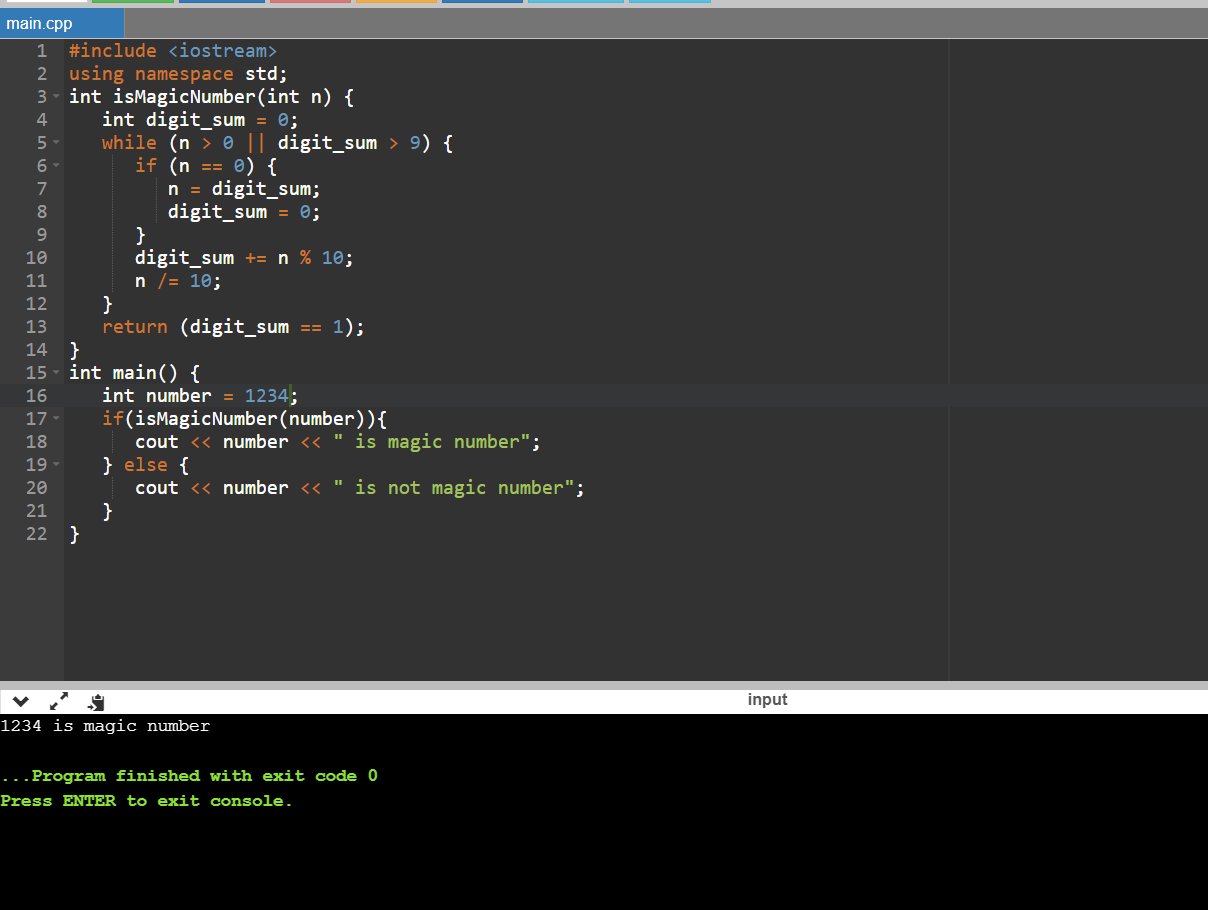 main.cpp
1 #include <iostream>
2 using namespace std;
3 int isMagicNumber(int n) {
4    int digit_sum = 0;
5    while (n > 0 || digit_sum > 9) {
6       if (n == 0) {
7          n = digit_sum;
8          digit_sum = 0;
9       }
10       digit_sum += n % 10;
11       n /= 10;
12    }
13    return (digit_sum == 1);
14 }
15 int main() {
16    int number = 1234;
17    if(isMagicNumber(number)){
18       cout << number << " is magic number";
19    } else {
20       cout << number << " is not magic number";
21    }
22 }
input
1234 is magic number
...Program finished with exit code 0
Press ENTER to exit console.